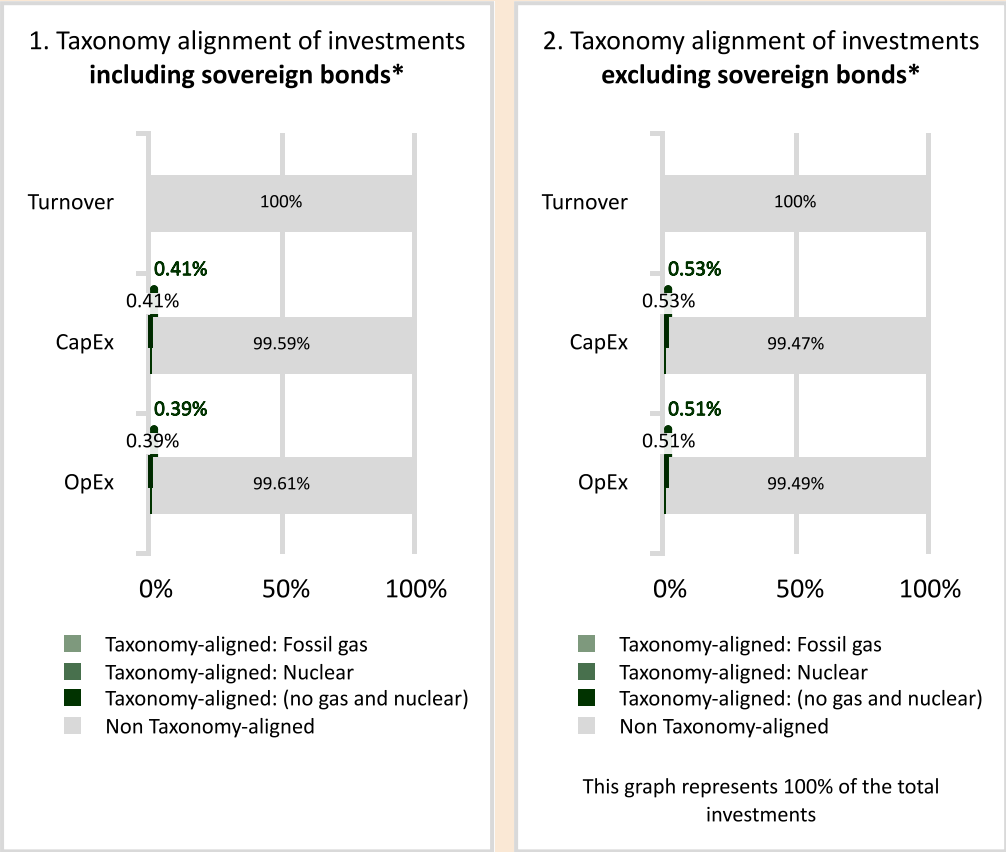 1. Taxonomy alignment of investments
including sovereign bonds*
Turnover
100%
0.41%
0.41%
CapEx
99.59%
0.39%
0.39%
OpEx
99.61%
0% 50% 100%
Taxonomy-aligned: Fossil gas
Taxonomy-aligned: Nuclear
Taxonomy-aligned: (no gas and nuclear)
Non Taxonomy-aligned
2. Taxonomy alignment of investments
excluding sovereign bonds*
Turnover
100%
0.53%
0.53%
CapEx
99.47%
0.51%
0.51%
OpEx
99.49%
0% 50% 100%
Taxonomy-aligned: Fossil gas
Taxonomy-aligned: Nuclear
Taxonomy-aligned: (no gas and nuclear)
Non Taxonomy-aligned
This graph represents 100% of the total
investments